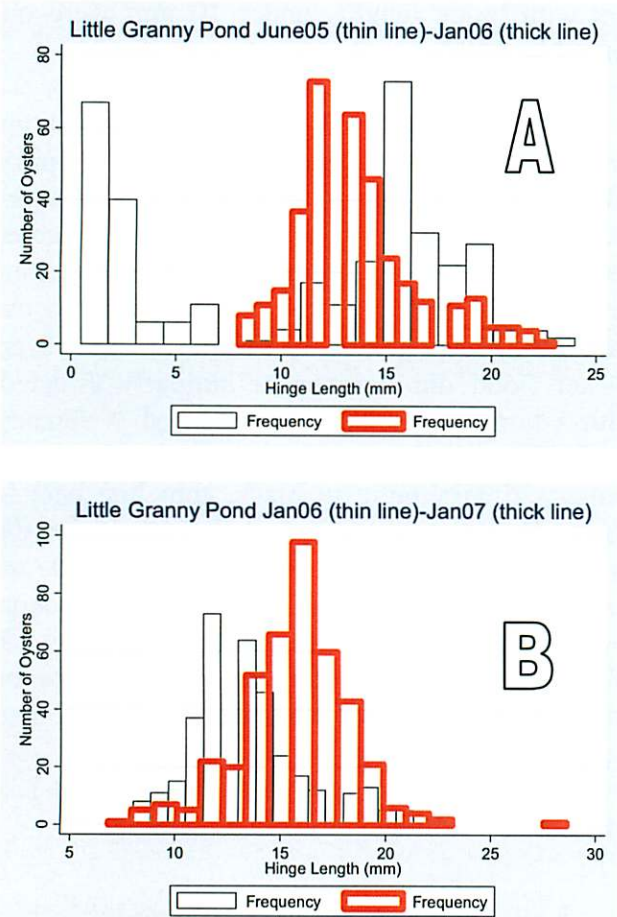 Little Granny Pond June05 (thin line)-Jan06 (thick line)
A
Number of Oysters
80
60
40
20
0
0 5 10 15 20 25
Hinge Length (mm)
Frequency Frequency
Little Granny Pond Jan06 (thin line)-Jan07 (thick line)
B
Number of Oysters
100
80
60
40
20
0
5 10 15 20 25 30
Hinge Length (mm)
Frequency Frequency